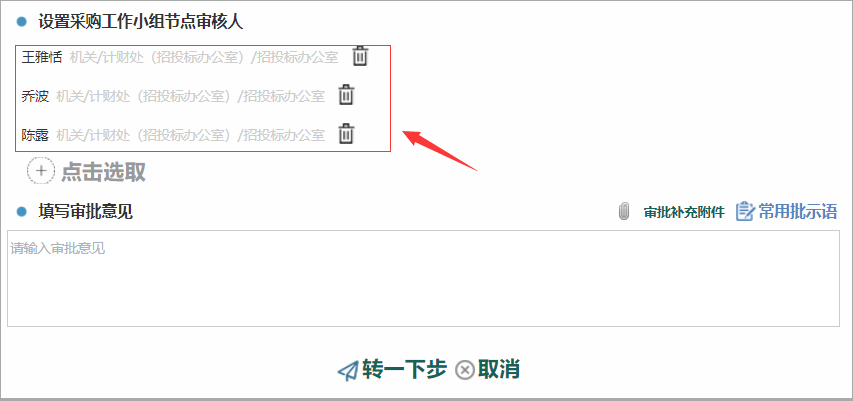 设置采购工作小组节点审核人
王雅恬 机关/计财处（招投标办公室）/招投标办公室
乔波 机关/计财处（招投标办公室）/招投标办公室
陈露 机关/计财处（招投标办公室）/招投标办公室
点击选取
填写审批意见 审批补充附件 常用批示语
请输入审批意见
转一下步 取消